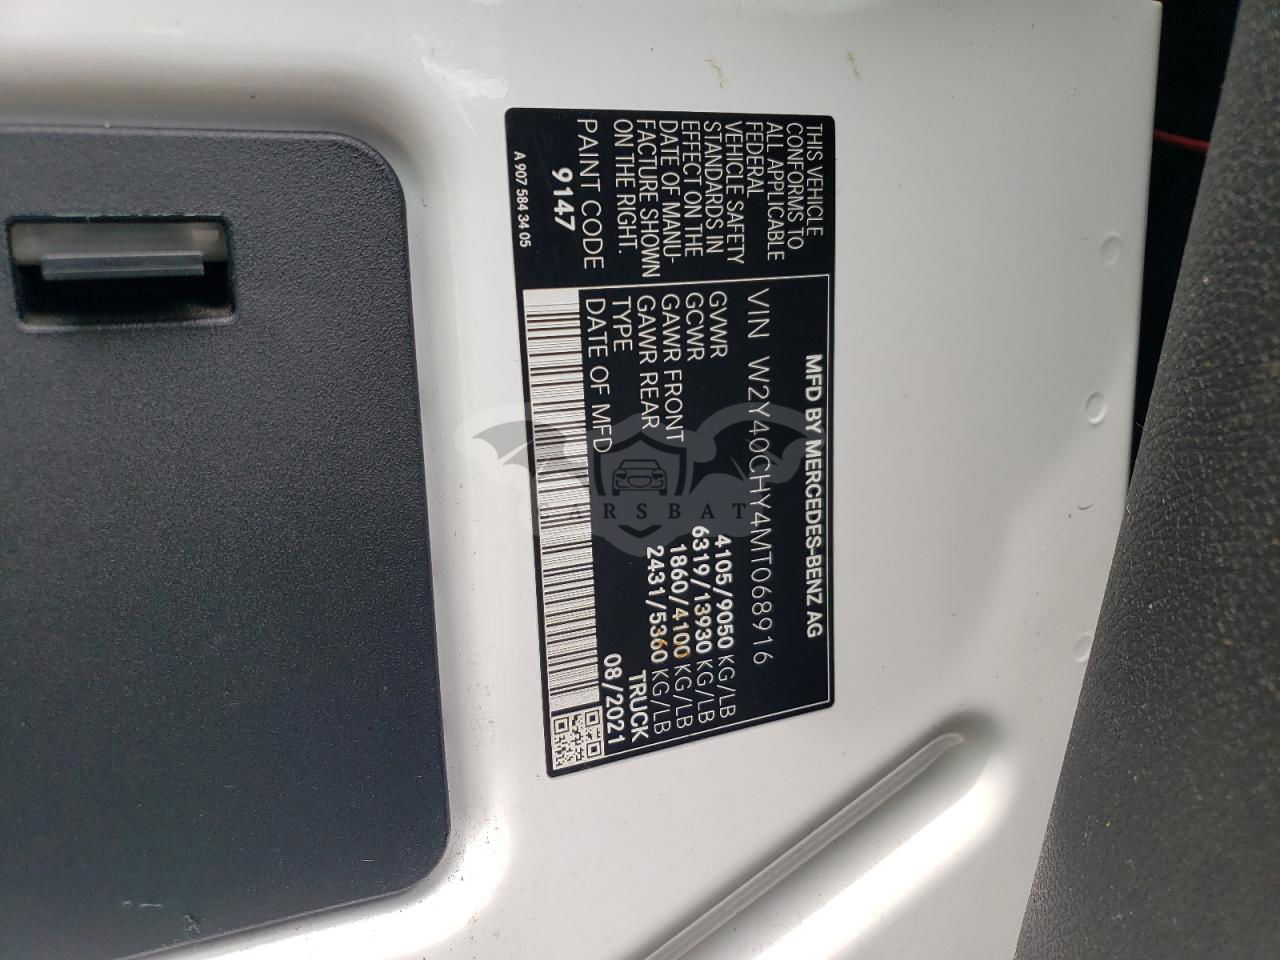 MFD BY MERCEDES-BENZ AG
VIN W2Y40CHY4MT068916
GVWR 4105/9050 KG/LB
GCWR 6319/13930 KG/LB
GAWR FRONT 1860/4100 KG/LB
GAWR REAR 2431/5360 KG/LB
TYPE TRUCK
DATE OF MFD 08/2021
THIS VEHICLE
CONFORMS TO
ALL APPLICABLE
FEDERAL
VEHICLE SAFETY
STANDARDS IN
EFFECT ON THE
DATE OF MANU-
FACTURE SHOWN
ON THE RIGHT.
PAINT CODE
9147
A 907 584 34 05
CARSBAT